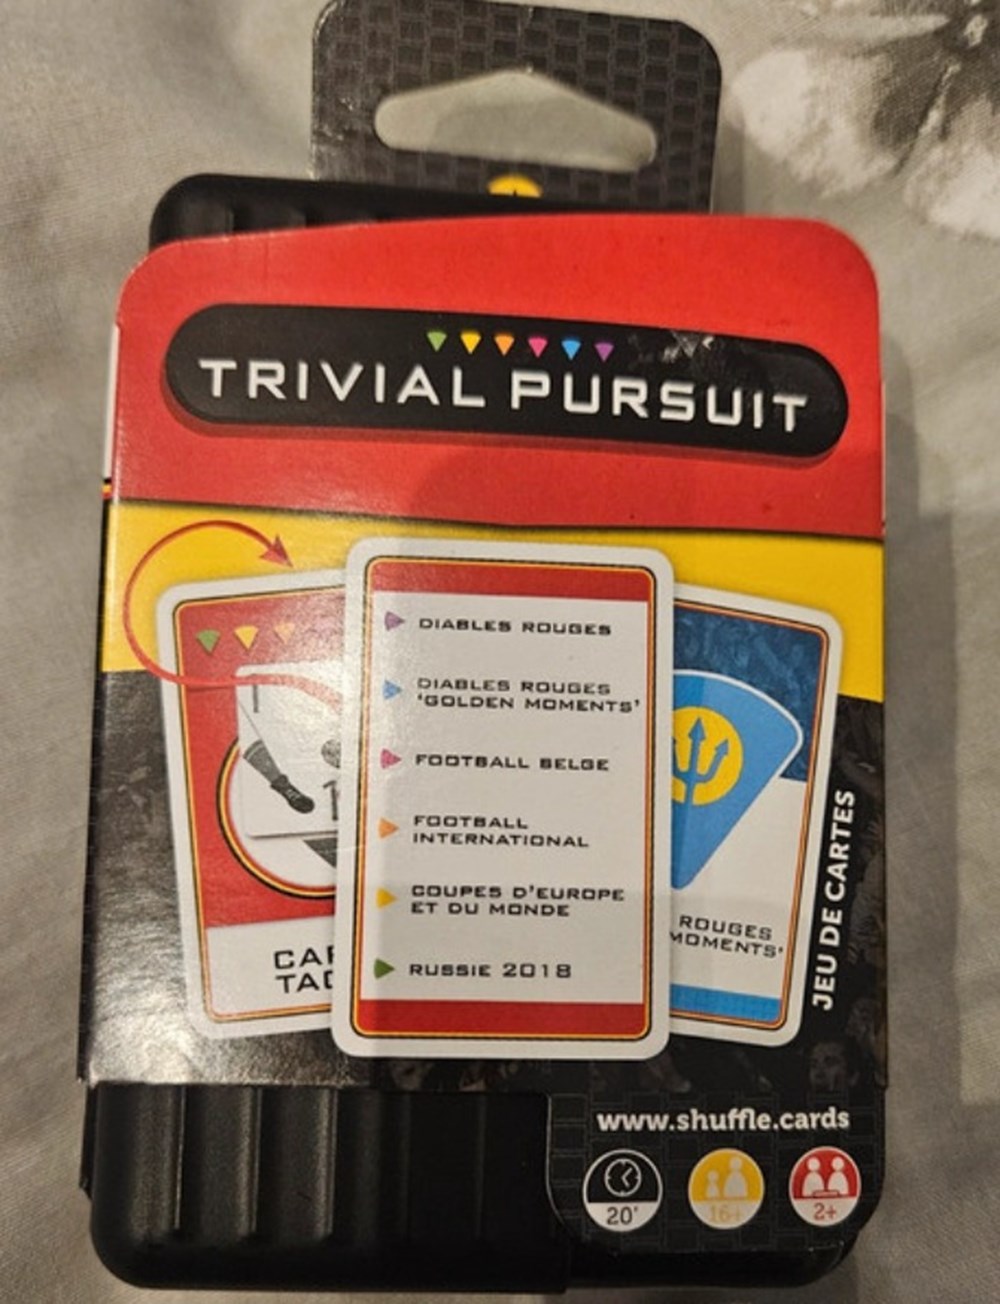 TRIVIAL PURSUIT
DIABLES ROUGES
DIABLES ROUGES
'GOLDEN MOMENTS'
FOOTBALL BELGE
FOOTBALL
INTERNATIONAL
COUPES D'EUROPE
ET DU MONDE
RUSSIE 2018
ROUGES
MOMENTS'
JEU DE CARTES
www.shuffle.cards
20'
16+
2+